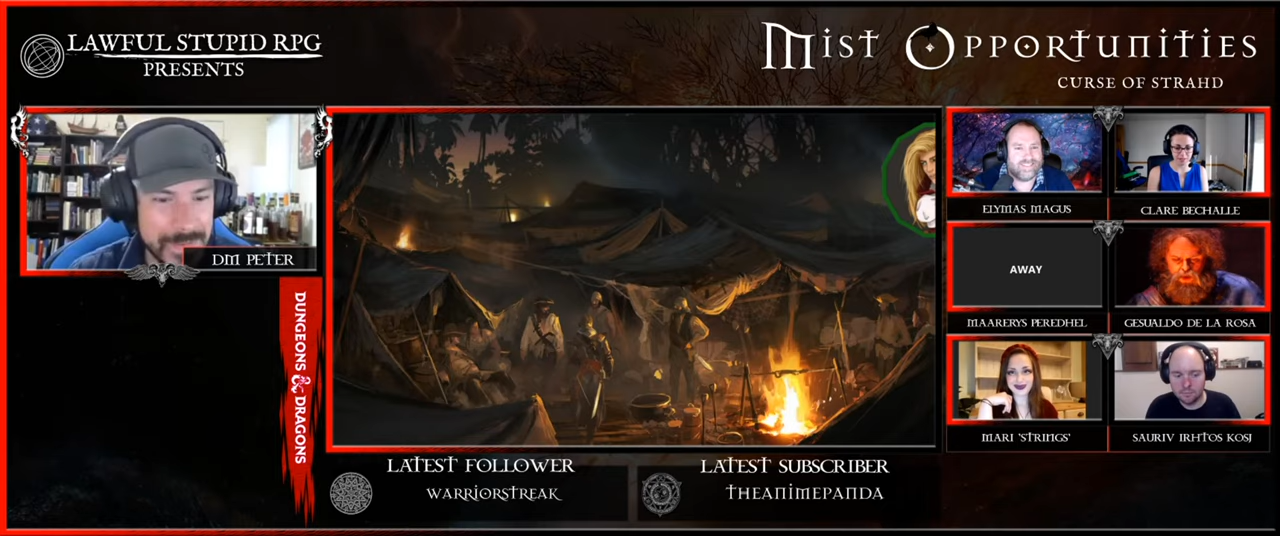 LAWFUL STUPID RPG
PRESENTS
MIST OPPORTUNITIES
CURSE OF STRAHD
DM PETER
DUNGEONS & DRAGONS
ELYMAS MAGUS
CLARE BECHALLE
AWAY
MAARERYS PEREDHEL
GESUALDO DE LA ROSA
MARI 'STRINGS'
SAURIV IRHTOS KOSJ
LATEST FOLLOWER
WARRIORSTREAK
LATEST SUBSCRIBER
THEANIMEPANDA